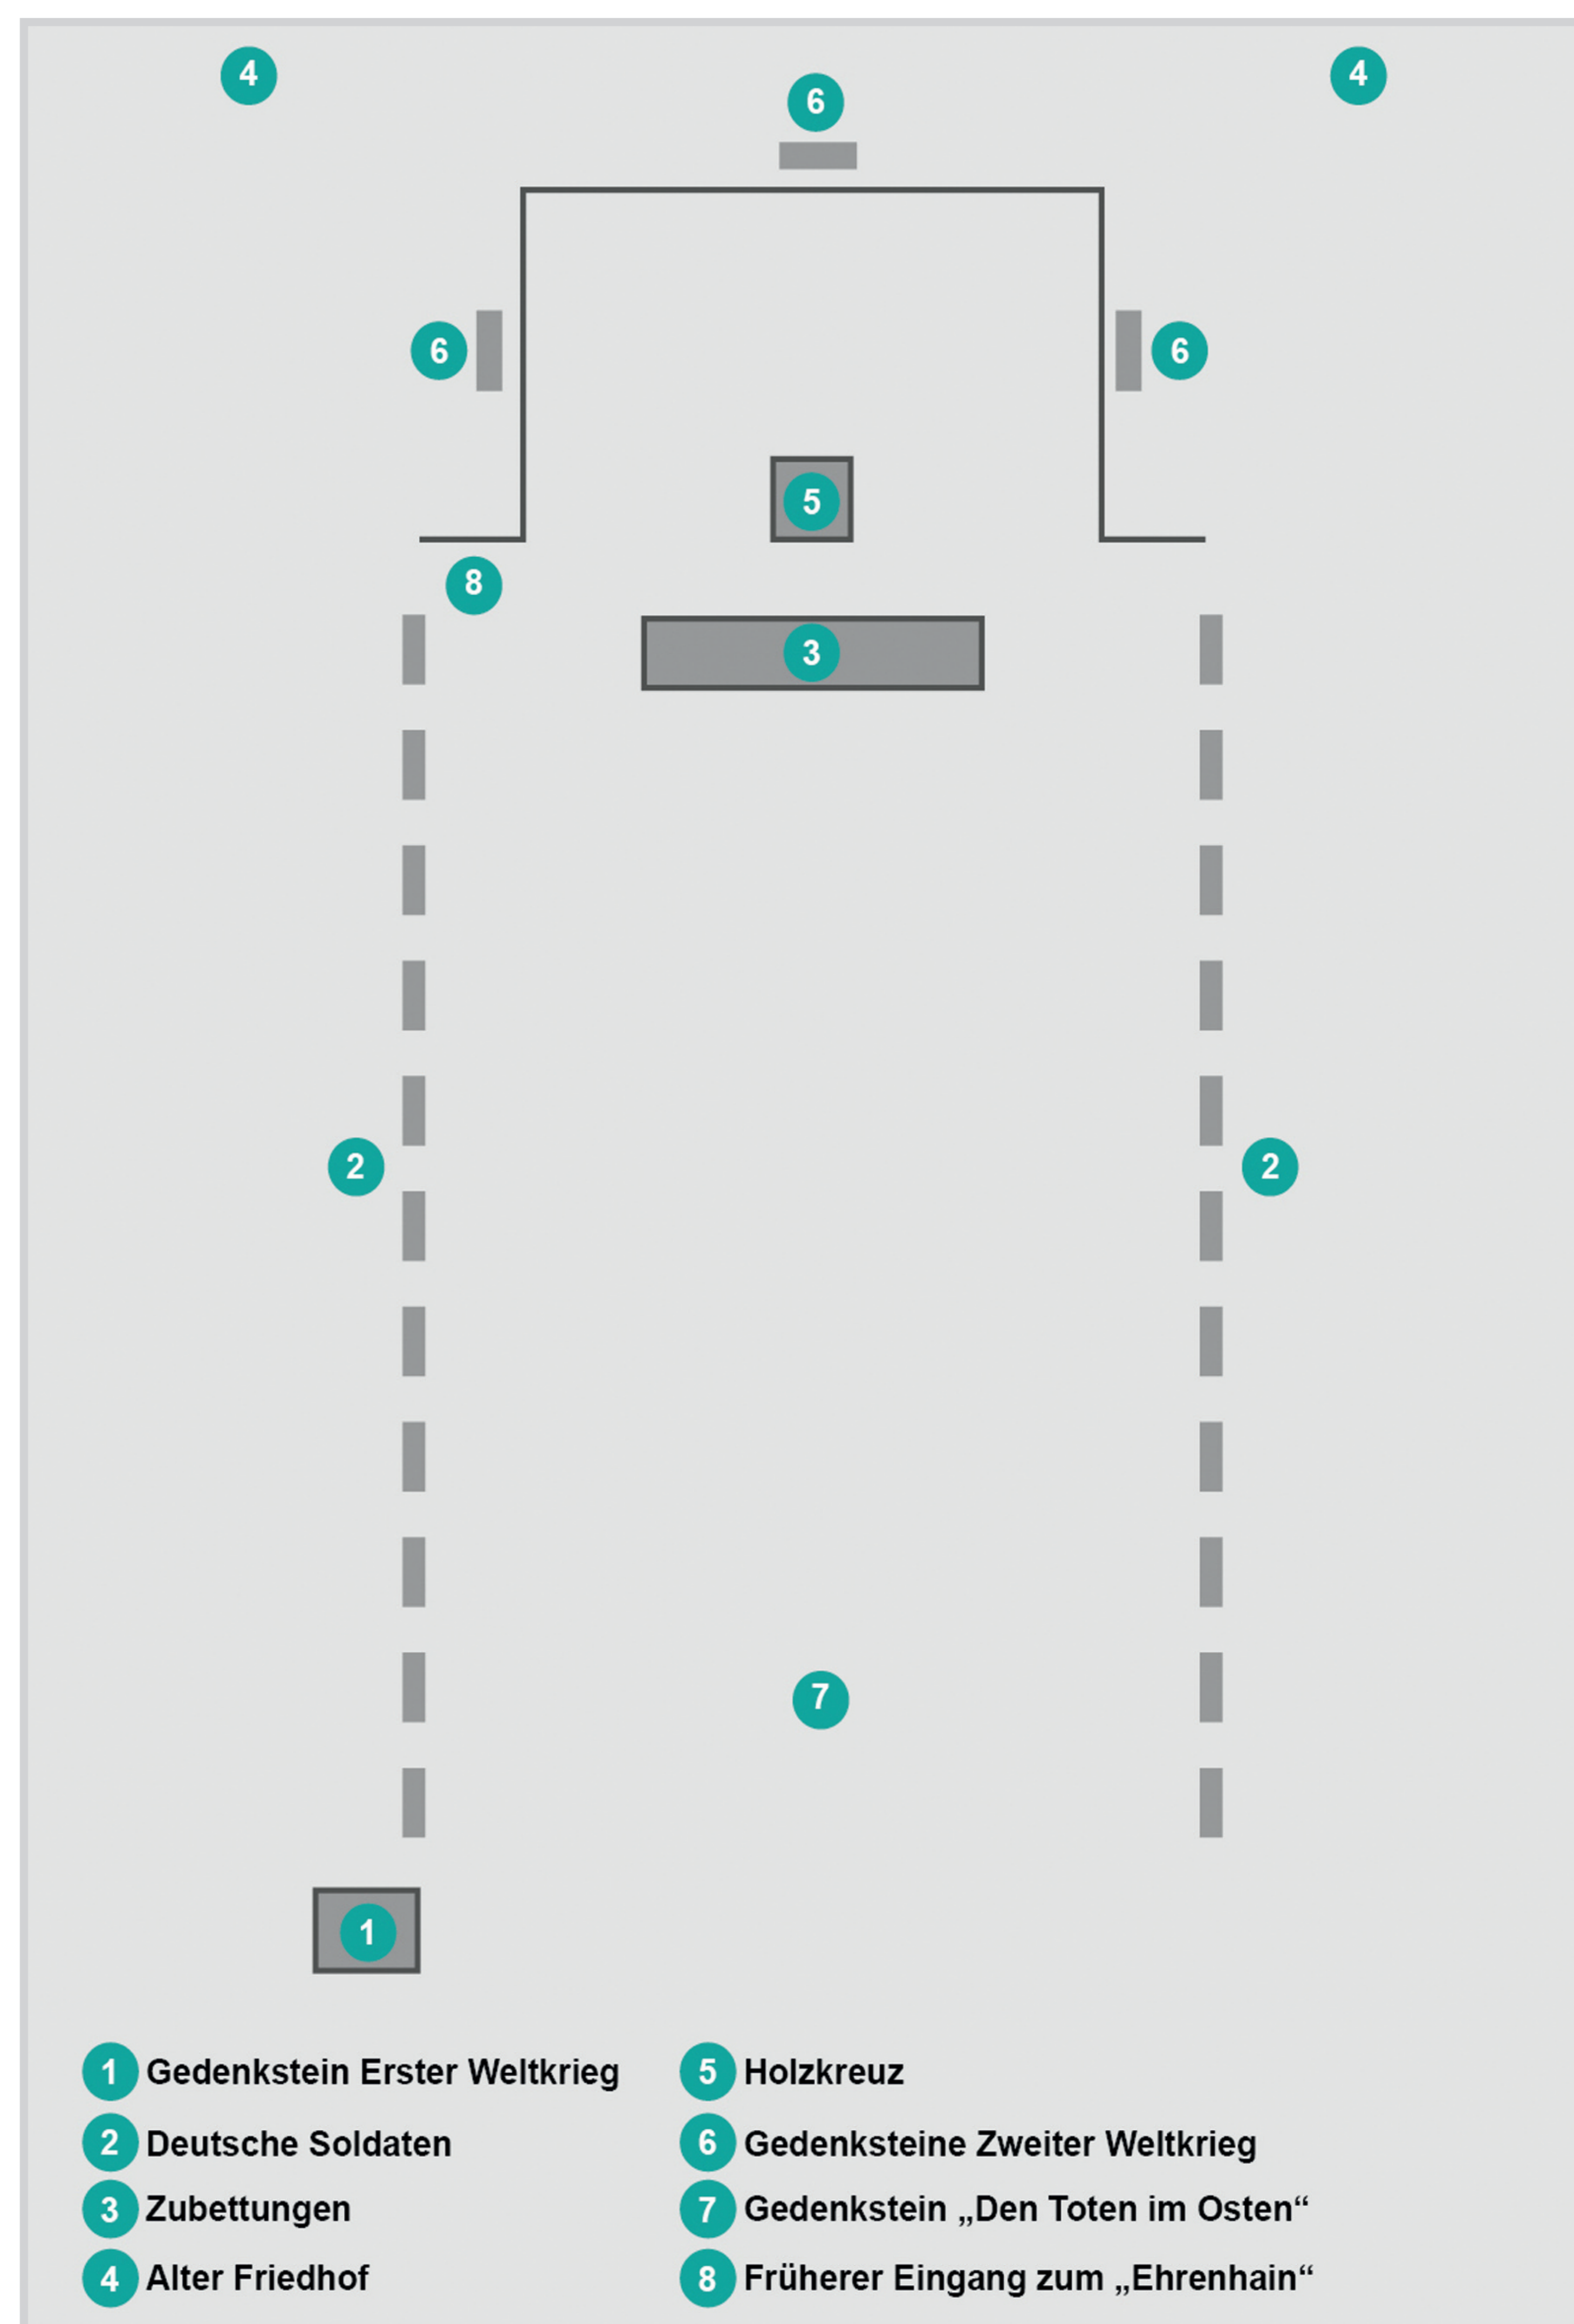 4
4
6
6
6
5
8
3
2
2
7
1
1 Gedenkstein Erster Weltkrieg
2 Deutsche Soldaten
3 Zubettungen
4 Alter Friedhof
5 Holzkreuz
6 Gedenksteine Zweiter Weltkrieg
7 Gedenkstein „Den Toten im Osten“
8 Früherer Eingang zum „Ehrenhain“